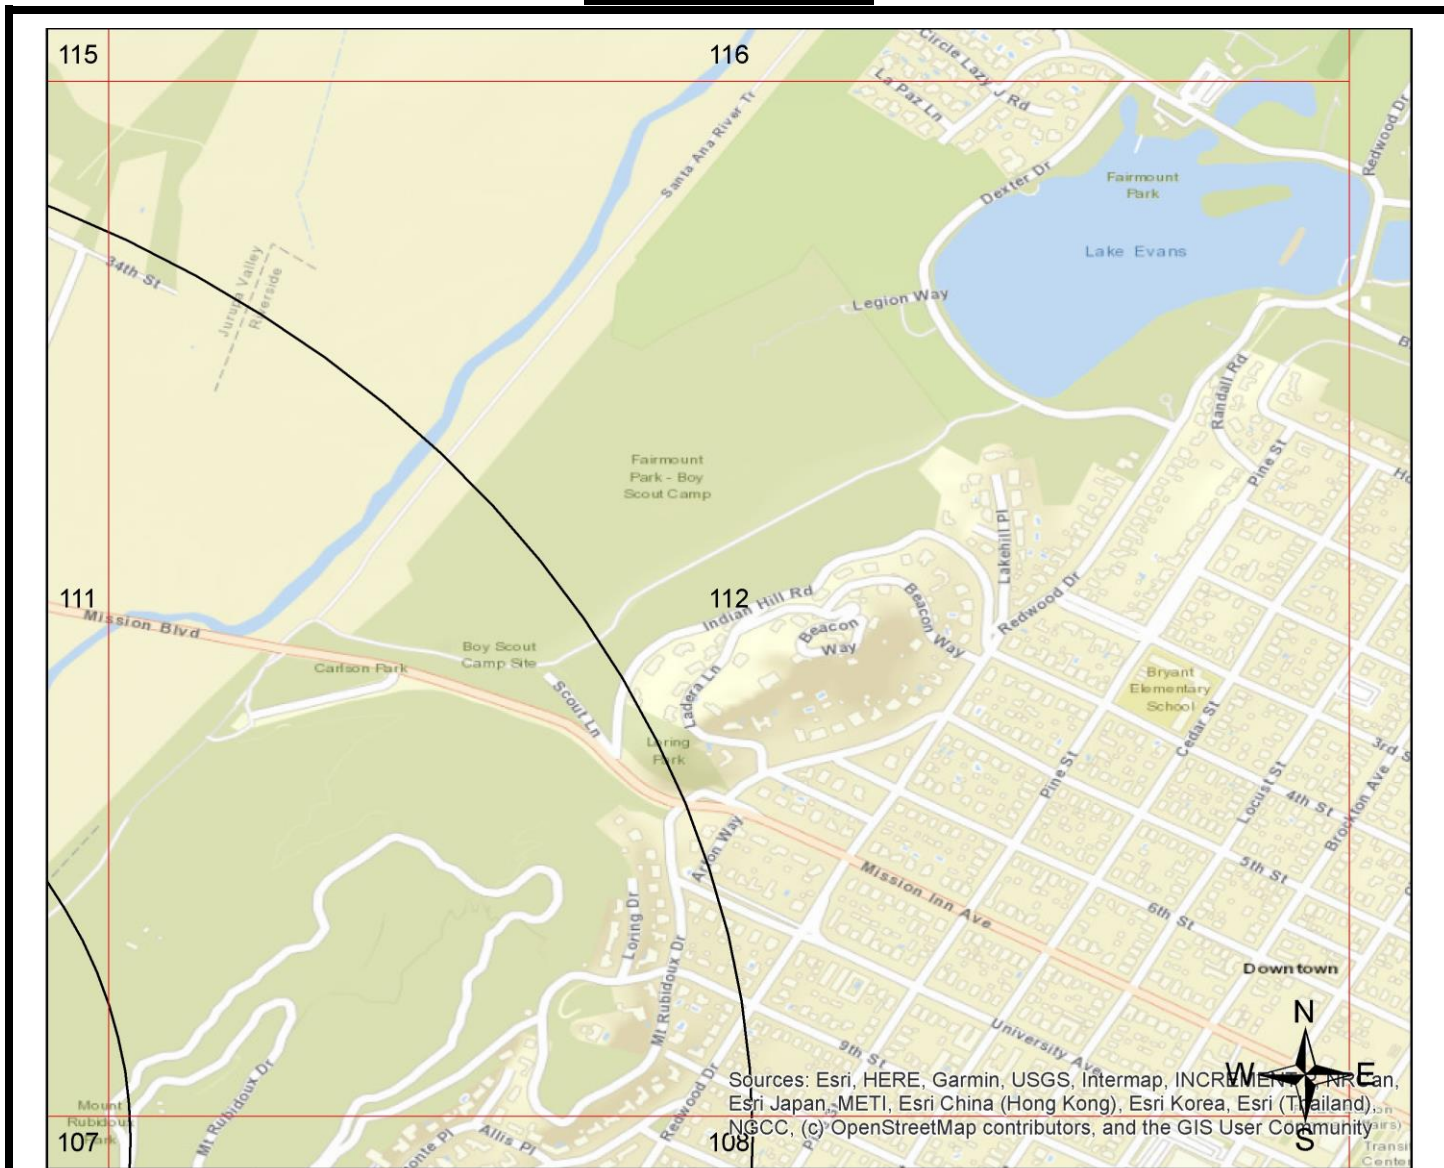 115
116
Circle Lazy J Rd
La Paz Ln
Santa Ana River Tr
Redwood Dr
Dexter Dr
Fairmount
Park
Lake Evans
34th St
Jurupa Valley
Riverside
Legion Way
Randall Rd
Pine St
Fairmount
Park - Boy
Scout Camp
Lakehill Pl
111
112
Mission Blvd
Indian Hill Rd
Beacon Way
Beacon
Way
Redwood Dr
Boy Scout
Camp Site
Carlson Park
Scout Ln
Ladera Ln
Bryant
Elementary
School
Cedar St
Loring
Park
3rd S
Pine St
Locust St
4th St
Brockton Ave
5th St
Mission Inn Ave
6th St
Loring Dr
Downtown
Mt Rubidoux Dr
N
University Ave
9th St
W
E
Sources: Esri, HERE, Garmin, USGS, Intermap,
Esri Japan, METI, Esri China (Hong Kong), Esri Korea, Esri (Thailand),
NGCC, (c) OpenStreetMap contributors, and the GIS User Community
S
Mount
Rubidoux
Park
Mt Rubidoux Dr
Redwood Dr
Allis Pl
107
108
Transit
Center